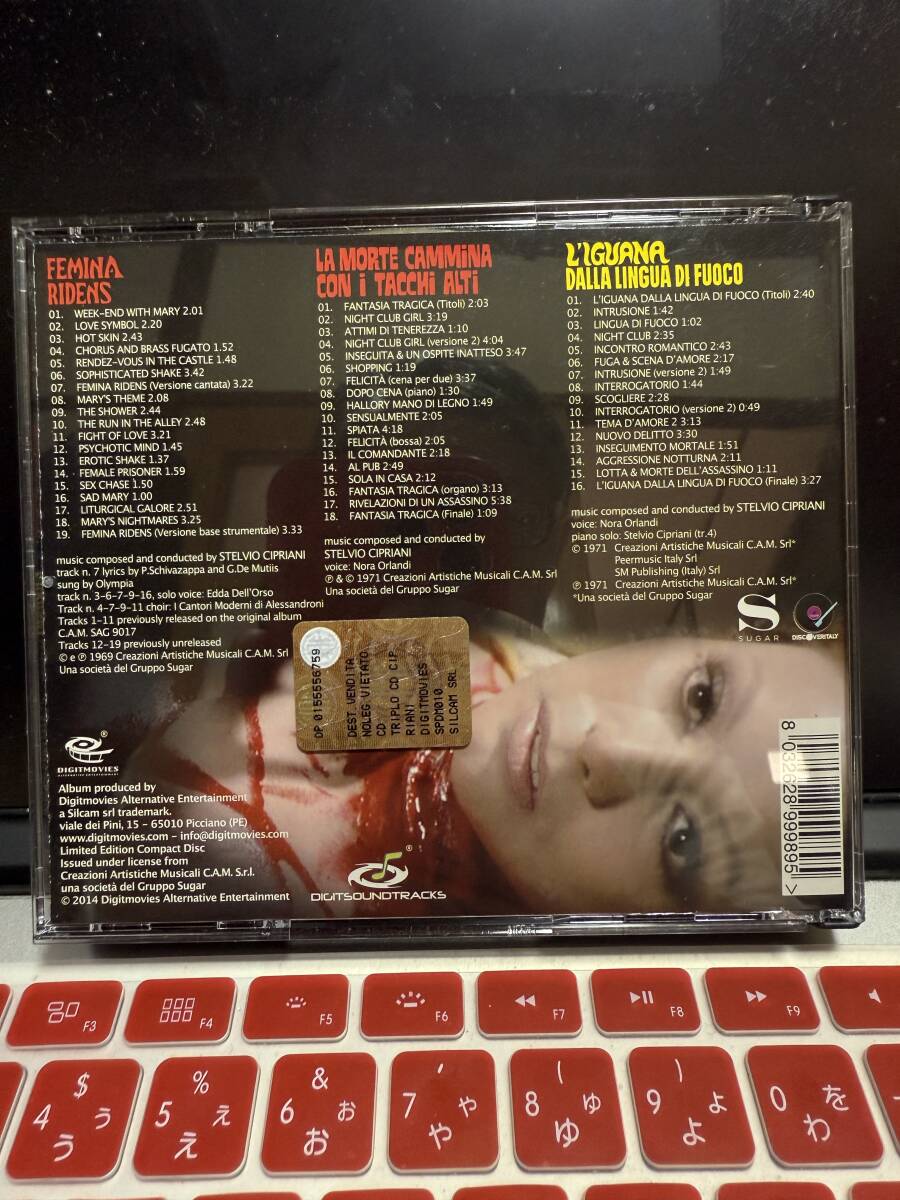 FEMINA
RIDENS
01. WEEK-END WITH MARY 2.01
02. LOVE SYMBOL 2.20
03. HOT SKIN 2.43
04. CHORUS AND BRASS FUGATO 1.52
05. RENDEZ-VOUS IN THE CASTLE 1.48
06. SOPHISTICATED SHAKE 3.42
07. FEMINA RIDENS (Versione cantata) 3.22
08. MARY'S THEME 2.08
09. THE SHOWER 2.44
10. THE RUN IN THE ALLEY 2.48
11. FIGHT OF LOVE 3.21
12. PSYCHOTIC MIND 1.45
13. EROTIC SHAKE 1.37
14. FEMALE PRISONER 1.59
15. SEX CHASE 1.50
16. SAD MARY 1.00
17. LITURGICAL GALORE 2.51
18. MARY'S NIGHTMARES 3.25
19. FEMINA RIDENS (Versione base strumentale) 3.33
music composed and conducted by STELVIO CIPRIANI
track n. 7 lyrics by P.Schivazappa and G.De Mutiis
sung by Olympia
track n. 3-6-7-9-16, solo voice: Edda Dell'Orso
Track n. 4-7-9-11 choir: I Cantori Moderni di Alessandroni
Tracks 1-11 previously released on the original album
C.A.M. SAG 9017
Tracks 12-19 previously unreleased
© e ℗ 1969 Creazioni Artistiche Musicali C.A.M. Srl
Una società del Gruppo Sugar
LA MORTE CAMMINA
CON I TACCHI ALTI
01. FANTASIA TRAGICA (Titoli) 2:03
02. NIGHT CLUB GIRL 3:19
03. ATTIMI DI TENEREZZA 1:10
04. NIGHT CLUB GIRL (versione 2) 4:04
05. INSEGUITA & UN OSPITE INATTESO 3:47
06. SHOPPING 1:19
07. FELICITÀ (cena per due) 3:37
08. DOPO CENA (piano) 1:30
09. HALLORY MANO DI LEGNO 1:49
10. SENSUALMENTE 2:05
11. SPIATA 4:18
12. FELICITÀ (bossa) 2:05
13. IL COMANDANTE 2:18
14. AL PUB 2:49
15. SOLA IN CASA 2:12
16. FANTASIA TRAGICA (organo) 3:13
17. RIVELAZIONI DI UN ASSASSINO 5:38
18. FANTASIA TRAGICA (Finale) 1:09
music composed and conducted by
STELVIO CIPRIANI
voice: Nora Orlandi
℗ & © 1971 Creazioni Artistiche Musicali C.A.M. Srl
Una società del Gruppo Sugar
L'IGUANA
DALLA LINGUA DI FUOCO
01. L'IGUANA DALLA LINGUA DI FUOCO (Titoli) 2:40
02. INTRUSIONE 1:42
03. LINGUA DI FUOCO 1:02
04. NIGHT CLUB 2:35
05. INCONTRO ROMANTICO 2:43
06. FUGA & SCENA D'AMORE 2:17
07. INTRUSIONE (versione 2) 1:49
08. INTERROGATORIO 1:44
09. SCOGLIERE 2:28
10. INTERROGATORIO (versione 2) 0:49
11. TEMA D'AMORE 2 3:13
12. NUOVO DELITTO 3:30
13. INSEGUIMENTO MORTALE 1:51
14. AGGRESSIONE NOTTURNA 2:11
15. LOTTA & MORTE DELL'ASSASSINO 1:11
16. L'IGUANA DALLA LINGUA DI FUOCO (Finale) 3:27
music composed and conducted by STELVIO CIPRIANI
voice: Nora Orlandi
piano solo: Stelvio Cipriani (tr.4)
© 1971 Creazioni Artistiche Musicali C.A.M. Srl*
Peermusic Italy Srl
SM Publishing (Italy) Srl
℗ 1971 Creazioni Artistiche Musicali C.A.M. Srl*
*Una società del Gruppo Sugar
S
SUGAR
DISCOVERITALY
DP 0155556759
DEST.VENDITA
NOLEG.VIETATO
CD
TRIPLO CD CIP
RIANI
DIGITMOVIES
SPDM010
SILCAM SRL
8 032628 999895 >
DIGITMOVIES®
ALTERNATIVE ENTERTAINMENT
Album produced by
Digitmovies Alternative Entertainment
a Silcam srl trademark.
viale dei Pini, 15 – 65010 Picciano (PE)
www.digitmovies.com – info@digitmovies.com
Limited Edition Compact Disc
Issued under license from
Creazioni Artistiche Musicali C.A.M. S.r.l.
una società del Gruppo Sugar
© 2014 Digitmovies Alternative Entertainment
DIGITSOUNDTRACKS®
F3 F4 F5 F6 F7 F8 F9
$ % & ' ( )
4 ぅ 5 ぇ 6 ぉ 7 ゃ 8 ゅ 9 ょ 0 を
う え お や ゆ よ わ